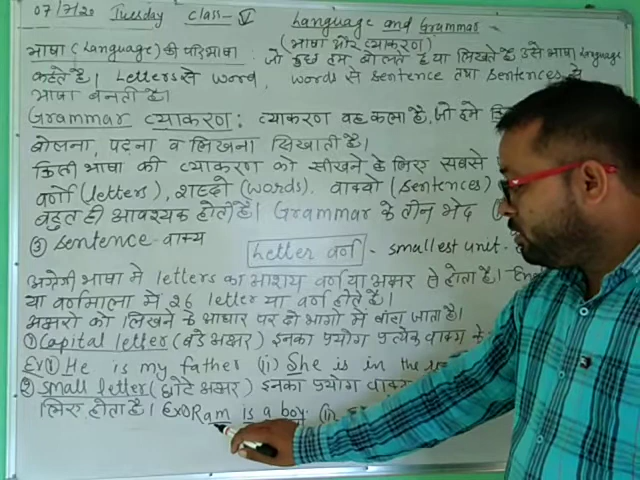 07/7/20 Tuesday class - V Language and Grammar -
(भाषा और व्याकरण)
भाषा (Language) की परिभाषा : जो कुछ हम बोलते है या लिखते है उसे भाषा Language
कहते है। Letters से word, words से sentence तथा sentences से
भाषा बनती है।
Grammar व्याकरण : व्याकरण वह कला है, जो हमे
बोलना, पढना व लिखना सिखाती है।
किसी भाषा की व्याकरण को सीखने के लिए सबसे
वर्णो (letters), शब्दो (words). वाक्यो (sentences)
बहुत ही आवश्यक होती है। Grammar के तीन भेद
③ sentence - वाक्य
Letter वर्ण - smallest unit -
अंग्रेगी भाषा मे letters का आशय वर्ण या अक्षर से होता है।
या वर्णमाला मे 26 letter या वर्ण होते है।
अक्षरो को लिखने के आधार पर दो भागो में बांटा जाता है।
① Capital letter (बडे अक्षर) इनका प्रयोग प्रत्येक वाक्य के
Ex① He is my father (ii) She is in the
② Small letter (छोटे अक्षर) इनका प्रयोग वाक्य
लिए होता है। Ex① Ram is a boy.